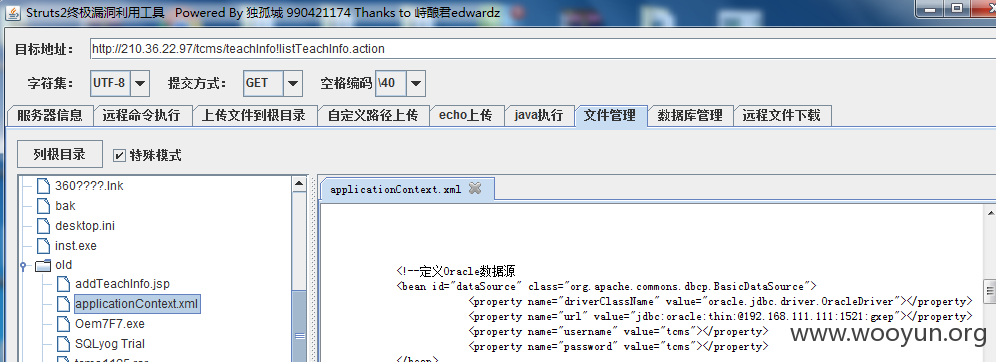 Struts2终极漏洞利用工具 Powered By 独孤城 990421174 Thanks to 峙酿君edwardz
目标地址： http://210.36.22.97/tcms/teachInfo!listTeachInfo.action
字符集： UTF-8 提交方式： GET 空格编码 \40
服务器信息 远程命令执行 上传文件到根目录 自定义路径上传 echo上传 java执行 文件管理 数据库管理 远程文件下载
列根目录 特殊模式
360????.lnk
bak
desktop.ini
inst.exe
old
addTeachInfo.jsp
applicationContext.xml
Oem7F7.exe
SQLyog Trial
applicationContext.xml
<!--定义Oracle数据源
<bean id="dataSource" class="org.apache.commons.dbcp.BasicDataSource">
<property name="driverClassName" value="oracle.jdbc.driver.OracleDriver"></property>
<property name="url" value="jdbc:oracle:thin:@192.168.111.111:1521:gxep"></property>
<property name="username" value="tcms"></property>
<property name="password" value="tcms"></property>
</bean>
www.wooyun.org